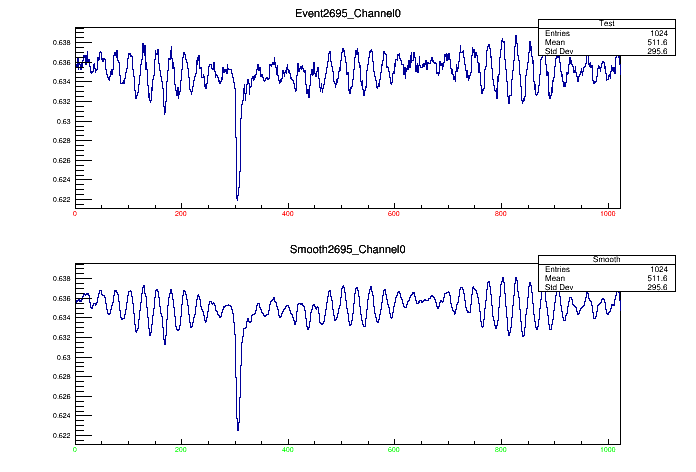 Event2695_Channel0
Test
Entries 1024
Mean 511.6
Std Dev 295.6
0.638
0.636
0.634
0.632
0.63
0.628
0.626
0.624
0.622
0 200 400 600 800 1000
Smooth2695_Channel0
Smooth
Entries 1024
Mean 511.6
Std Dev 295.6
0.638
0.636
0.634
0.632
0.63
0.628
0.626
0.624
0.622
0 200 400 600 800 1000